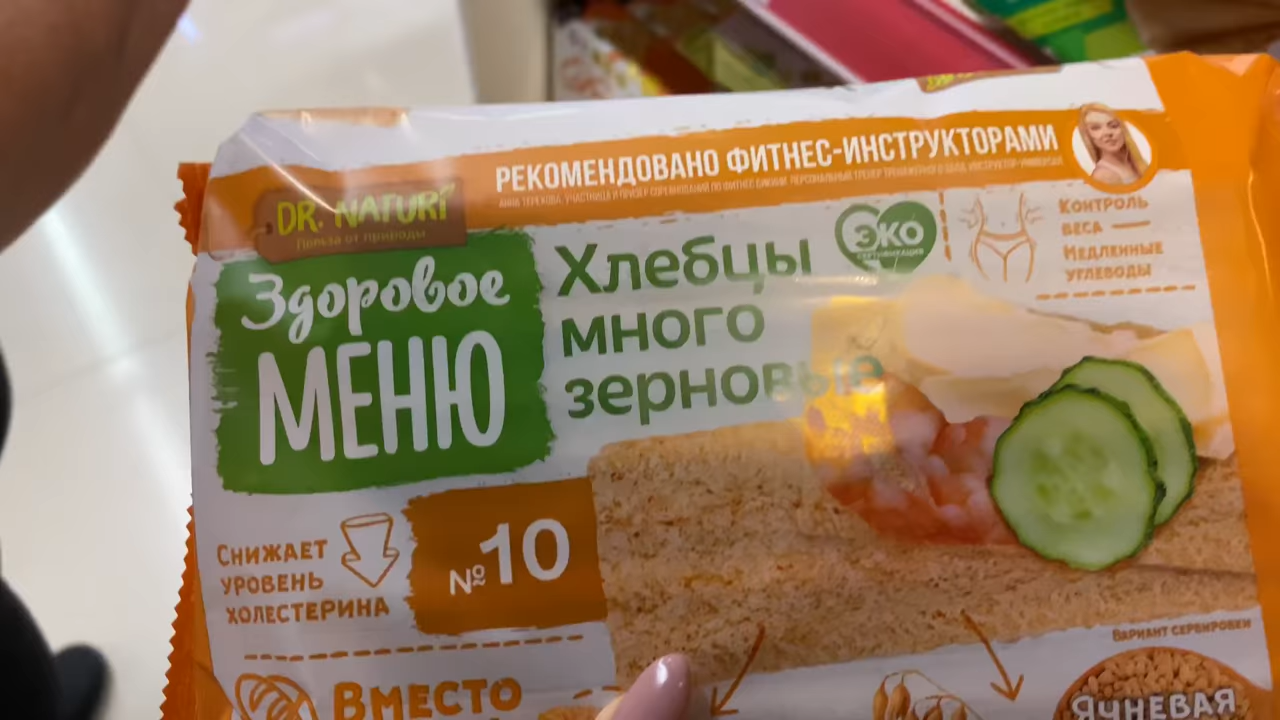 РЕКОМЕНДОВАНО ФИТНЕС-ИНСТРУКТОРАМИ
DR. NATURI
Польза от природы
Здоровое
МЕНЮ
Хлебцы
много
зерновые
ЭКО
КОНТРОЛЬ
ВЕСА
МЕДЛЕННЫЕ
УГЛЕВОДЫ
СНИЖАЕТ
УРОВЕНЬ
ХОЛЕСТЕРИНА
№10
ВАРИАНТ СЕРВИРОВКИ
ВМЕСТО
ЯЧНЕВАЯ